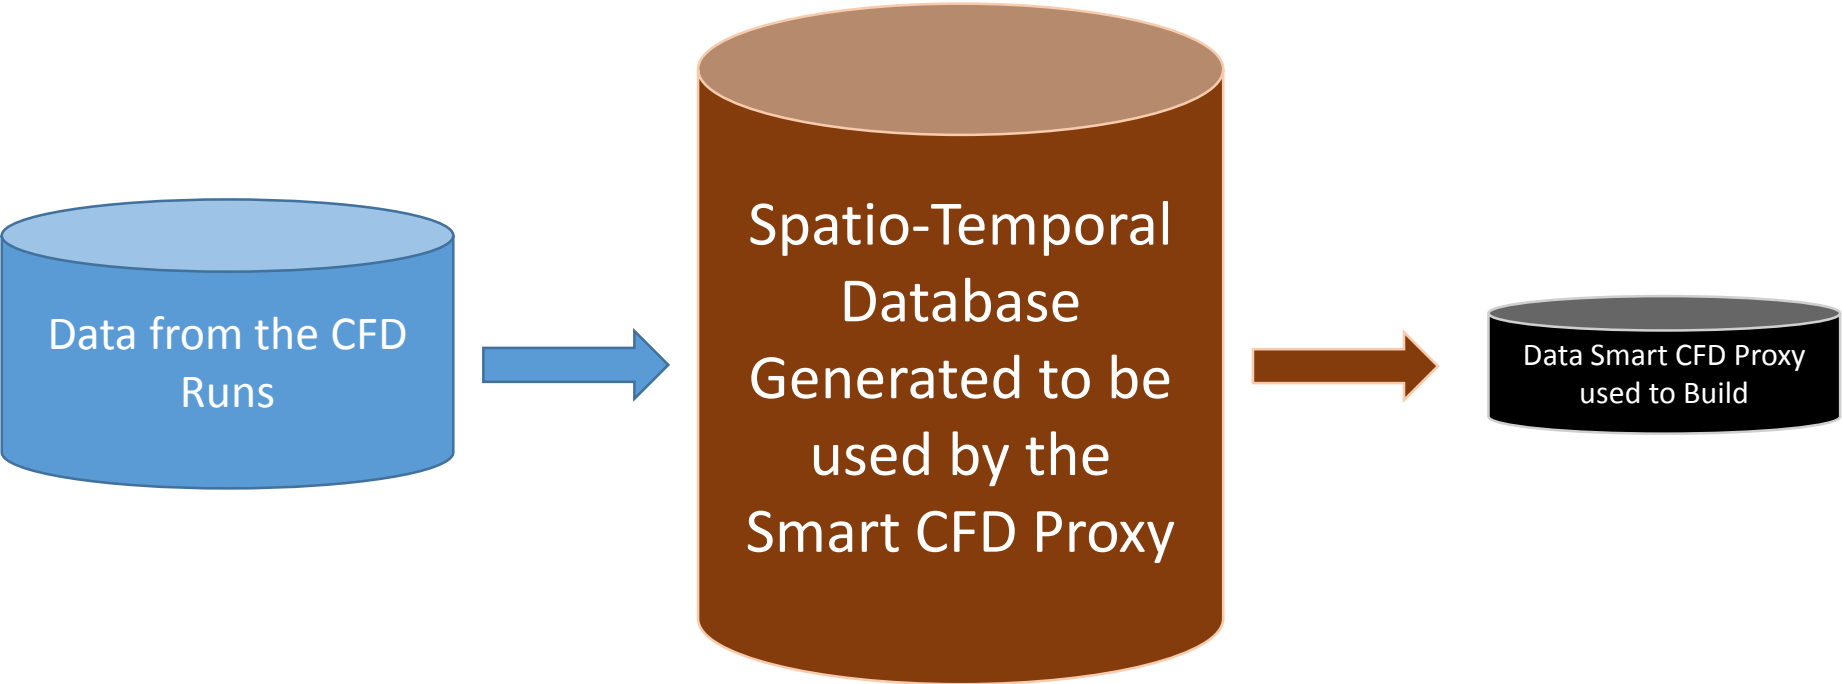 Data from the CFD
Runs
Spatio-Temporal
Database
Generated to be
used by the
Smart CFD Proxy
Data Smart CFD Proxy
used to Build